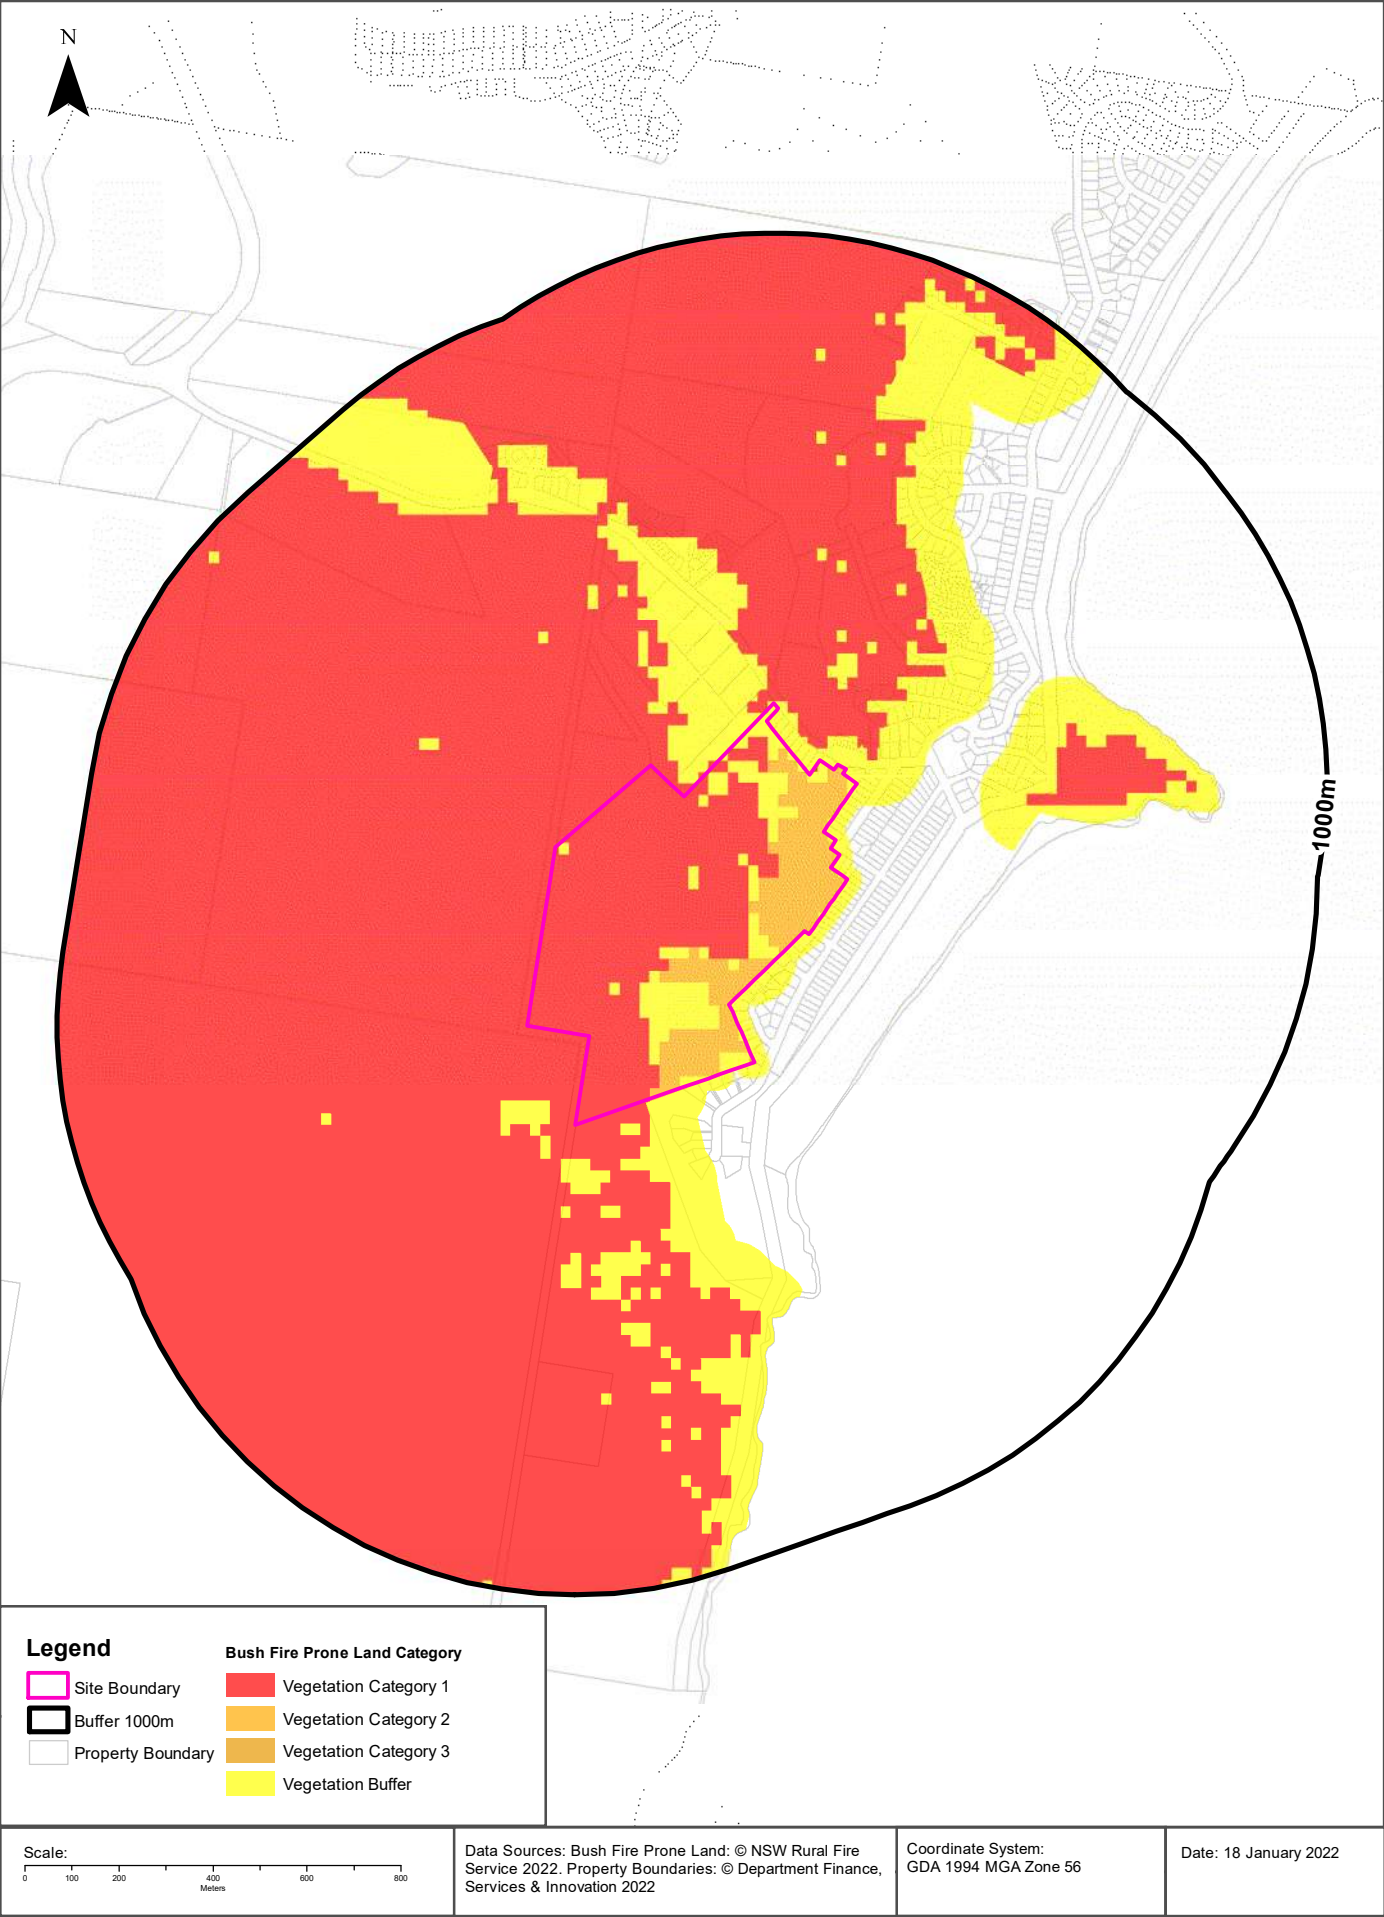 N
1000m
Legend
Site Boundary
Buffer 1000m
Property Boundary
Bush Fire Prone Land Category
Vegetation Category 1
Vegetation Category 2
Vegetation Category 3
Vegetation Buffer
Scale:
0 100 200 400 600 800
Meters
Data Sources: Bush Fire Prone Land: © NSW Rural Fire
Service 2022. Property Boundaries: © Department Finance,
Services & Innovation 2022
Coordinate System:
GDA 1994 MGA Zone 56
Date: 18 January 2022